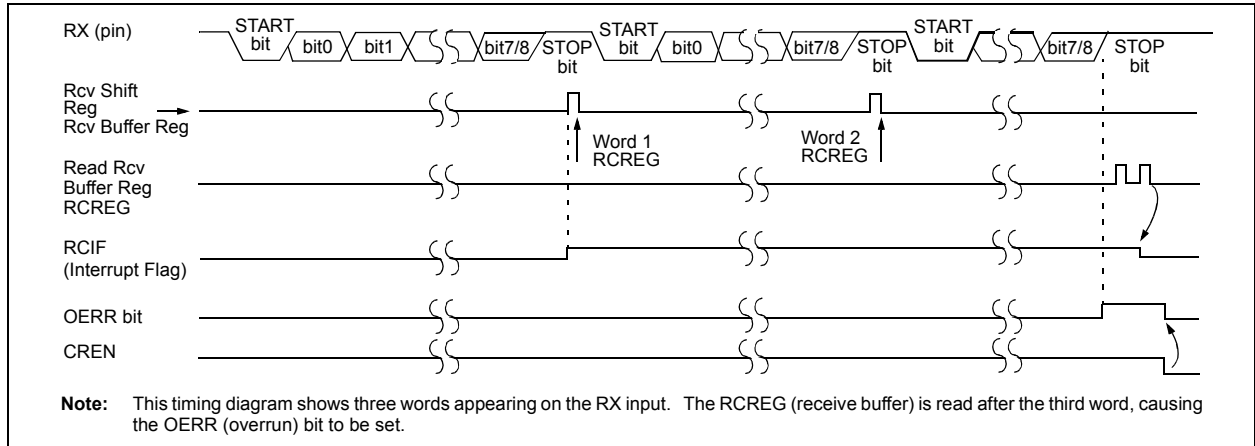 RX (pin)
START
bit
bit0
bit1
bit7/8
STOP
bit
START
bit
bit0
bit7/8
STOP
bit
START
bit
bit7/8
STOP
bit
Rcv Shift
Reg
Rcv Buffer Reg
Word 1
RCREG
Word 2
RCREG
Read Rcv
Buffer Reg
RCREG
RCIF
(Interrupt Flag)
OERR bit
CREN
Note: This timing diagram shows three words appearing on the RX input. The RCREG (receive buffer) is read after the third word, causing
the OERR (overrun) bit to be set.